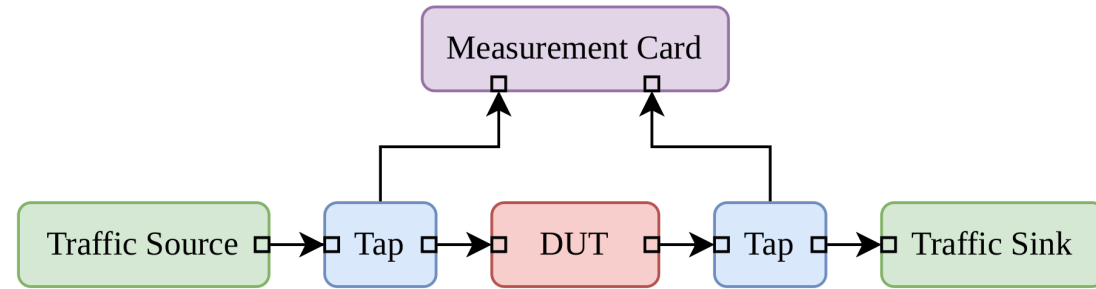 Measurement Card
Traffic Source
Tap
DUT
Tap
Traffic Sink